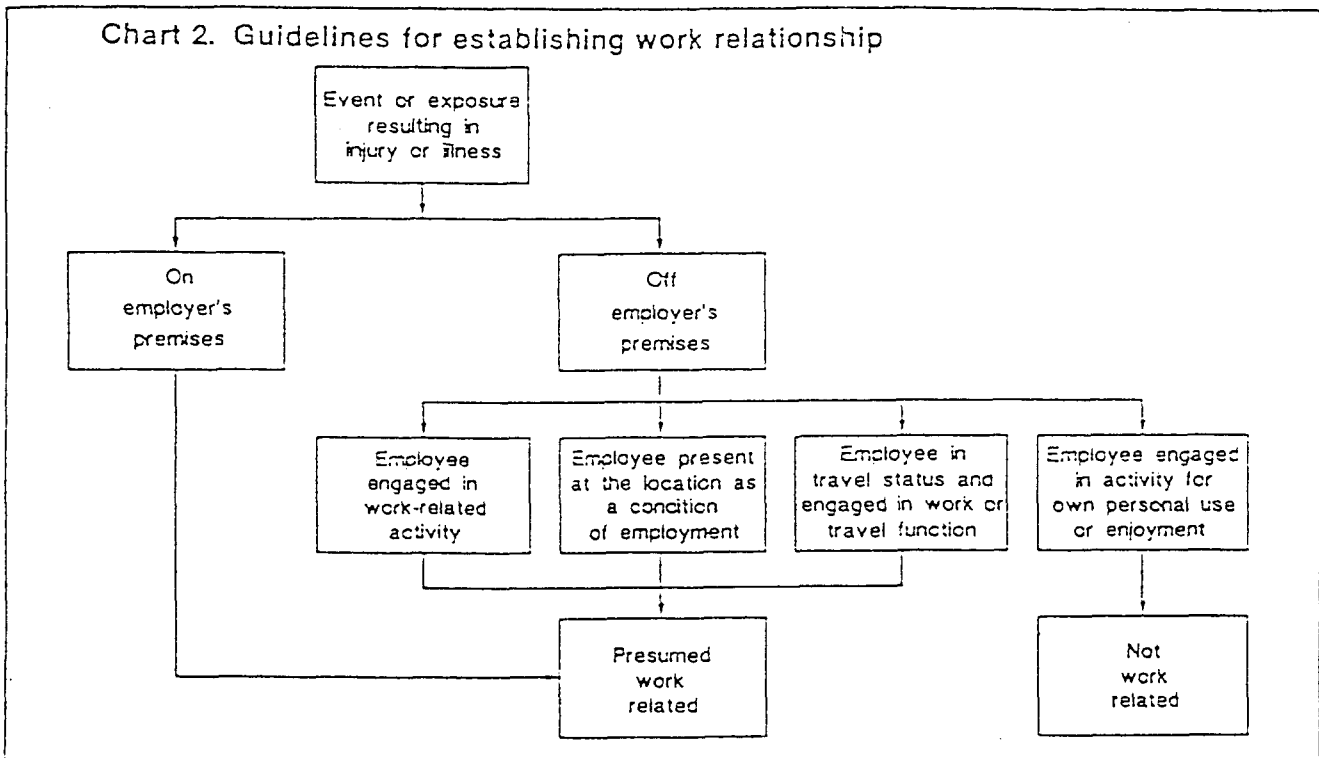 Chart 2. Guidelines for establishing work relationship
Event or exposure
resulting in
injury or illness
On
employer's
premises
Off
employer's
premises
Employee
engaged in
work-related
activity
Employee present
at the location as
a condition
of employment
Employee in
travel status and
engaged in work or
travel function
Employee engaged
in activity for
own personal use
or enjoyment
Presumed
work
related
Not
work
related